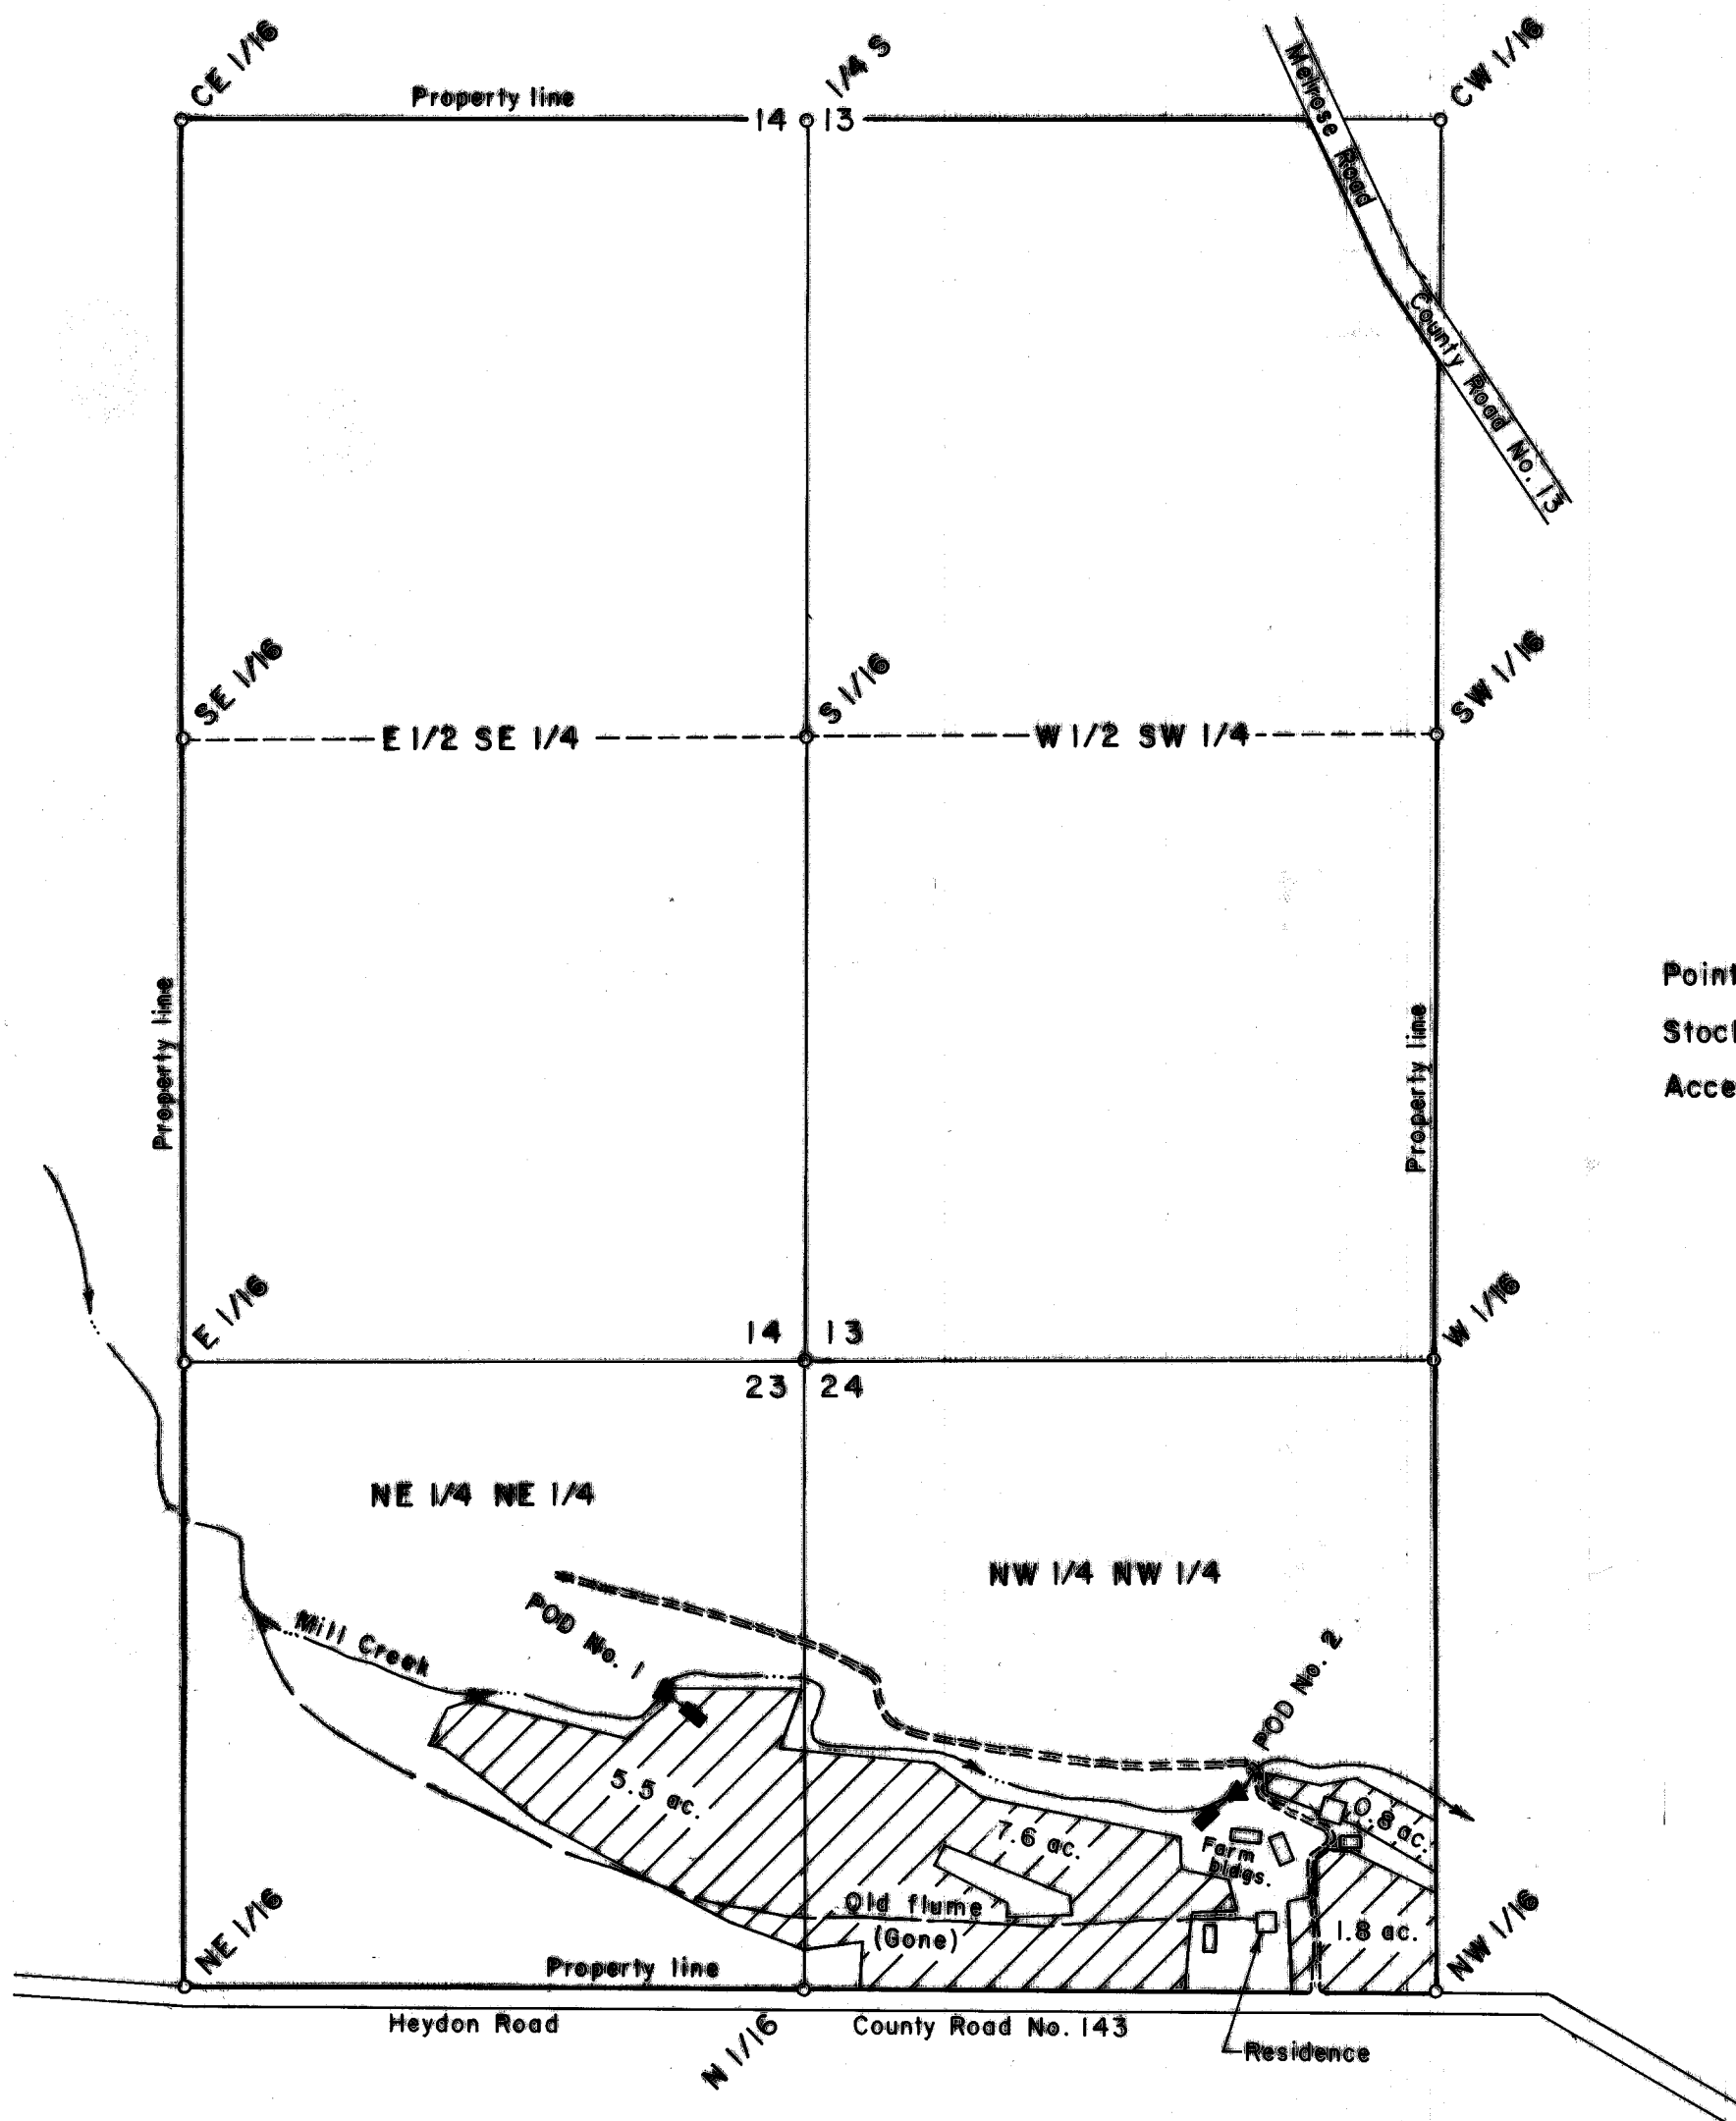 CE 1/16
1/4 S
CW 1/16
Property line
14
13
Melrose Road
County Road No. 13
SE 1/16
S 1/16
SW 1/16
E 1/2 SE 1/4
W 1/2 SW 1/4
Property line
Property line
Point
Stoc
Acce
E 1/16
W 1/16
14 13
23 24
NE 1/4 NE 1/4
NW 1/4 NW 1/4
Mill Creek
POD No. 1
POD No. 2
5.5 ac.
7.6 ac.
0.8 ac.
Farm
bldgs.
Old flume
(Gone)
1.8 ac.
NE 1/16
NW 1/16
Property line
Heydon Road
N 1/16
County Road No. 143
Residence